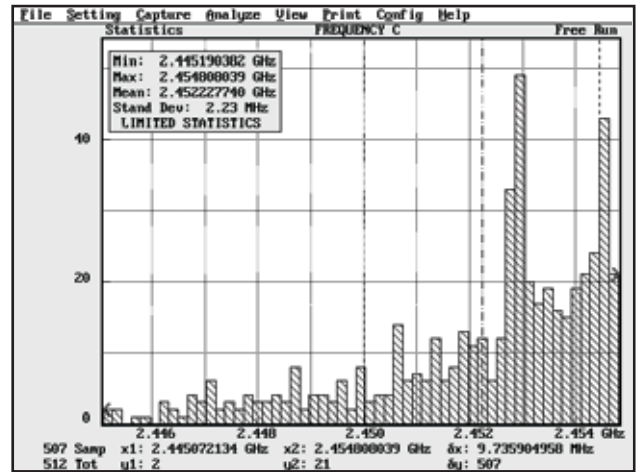 File Setting Capture Analyze View Print Config Help
Statistics FREQUENCY C Free Run
Min: 2.445190382 GHz
Max: 2.454808039 GHz
Mean: 2.452227740 GHz
Stand Dev: 2.23 MHz
LIMITED STATISTICS
40
20
0
2.446 2.448 2.450 2.452 2.454 GHz
507 Samp x1: 2.445072134 GHz x2: 2.454808039 GHz δx: 9.735904958 MHz
512 Tot y1: 2 y2: 21 δy: 507